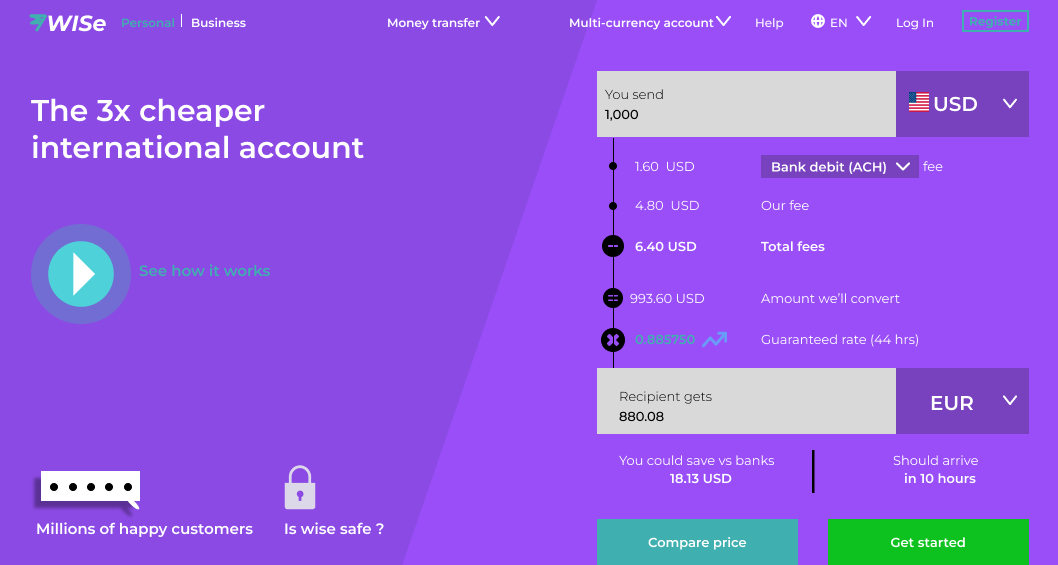 WISe Personal Business Money transfer Multi-currency account Help EN Log In Register
The 3x cheaper
international account
See how it works
Millions of happy customers
Is wise safe ?
You send
1,000
USD
1.60 USD Bank debit (ACH) fee
4.80 USD Our fee
6.40 USD Total fees
993.60 USD Amount we'll convert
0.885750 Guaranteed rate (44 hrs)
Recipient gets
880.08
EUR
You could save vs banks
18.13 USD
Should arrive
in 10 hours
Compare price
Get started